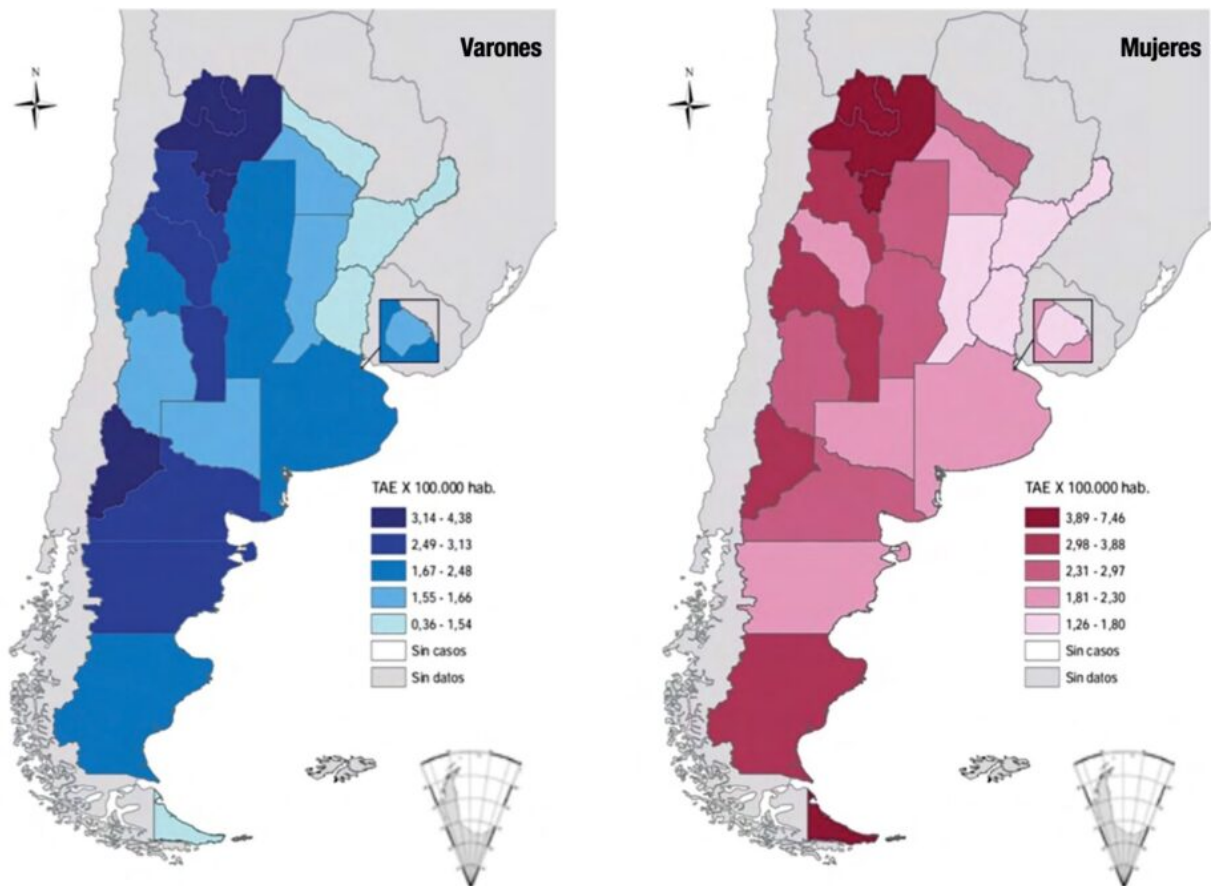 Varones
N
TAE X 100.000 hab.
3,14 - 4,38
2,49 - 3,13
1,67 - 2,48
1,55 - 1,66
0,36 - 1,54
Sin casos
Sin datos
Mujeres
N
TAE X 100.000 hab.
3,89 - 7,46
2,98 - 3,88
2,31 - 2,97
1,81 - 2,30
1,26 - 1,80
Sin casos
Sin datos